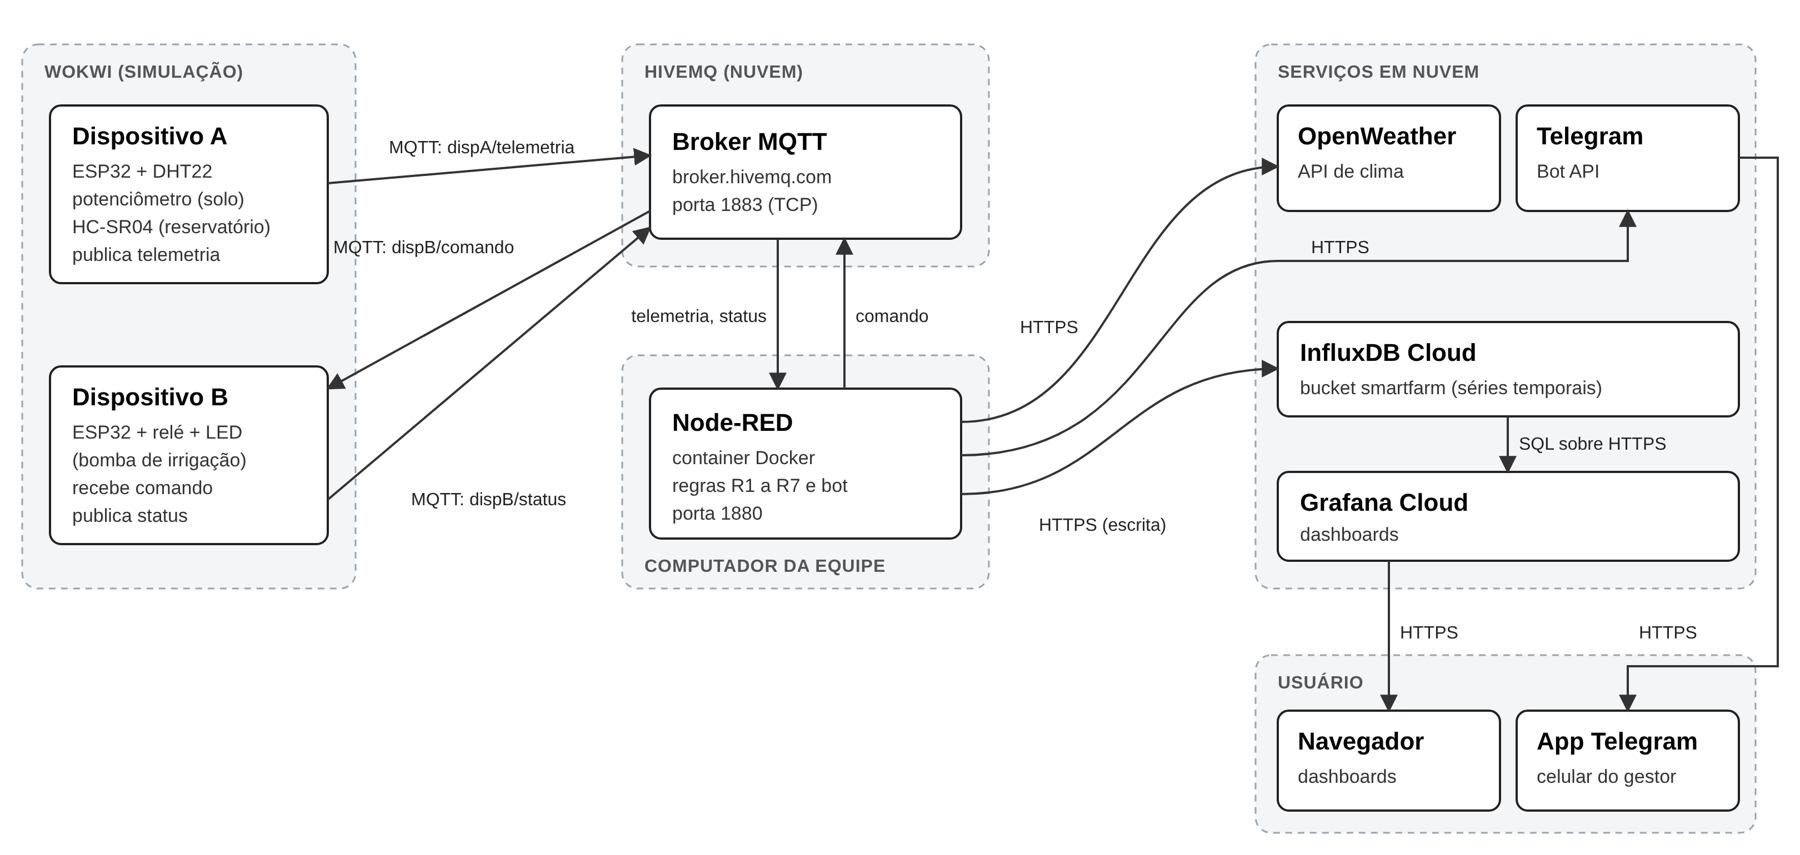 WOKWI (SIMULAÇÃO)
Dispositivo A
ESP32 + DHT22
potenciômetro (solo)
HC-SR04 (reservatório)
publica telemetria
Dispositivo B
ESP32 + relé + LED
(bomba de irrigação)
recebe comando
publica status
MQTT: dispA/telemetria
MQTT: dispB/comando
MQTT: dispB/status
HIVEMQ (NUVEM)
Broker MQTT
broker.hivemq.com
porta 1883 (TCP)
telemetria, status
comando
Node-RED
container Docker
regras R1 a R7 e bot
porta 1880
COMPUTADOR DA EQUIPE
HTTPS
HTTPS
HTTPS (escrita)
SERVIÇOS EM NUVEM
OpenWeather
API de clima
Telegram
Bot API
InfluxDB Cloud
bucket smartfarm (séries temporais)
SQL sobre HTTPS
Grafana Cloud
dashboards
HTTPS
HTTPS
USUÁRIO
Navegador
dashboards
App Telegram
celular do gestor